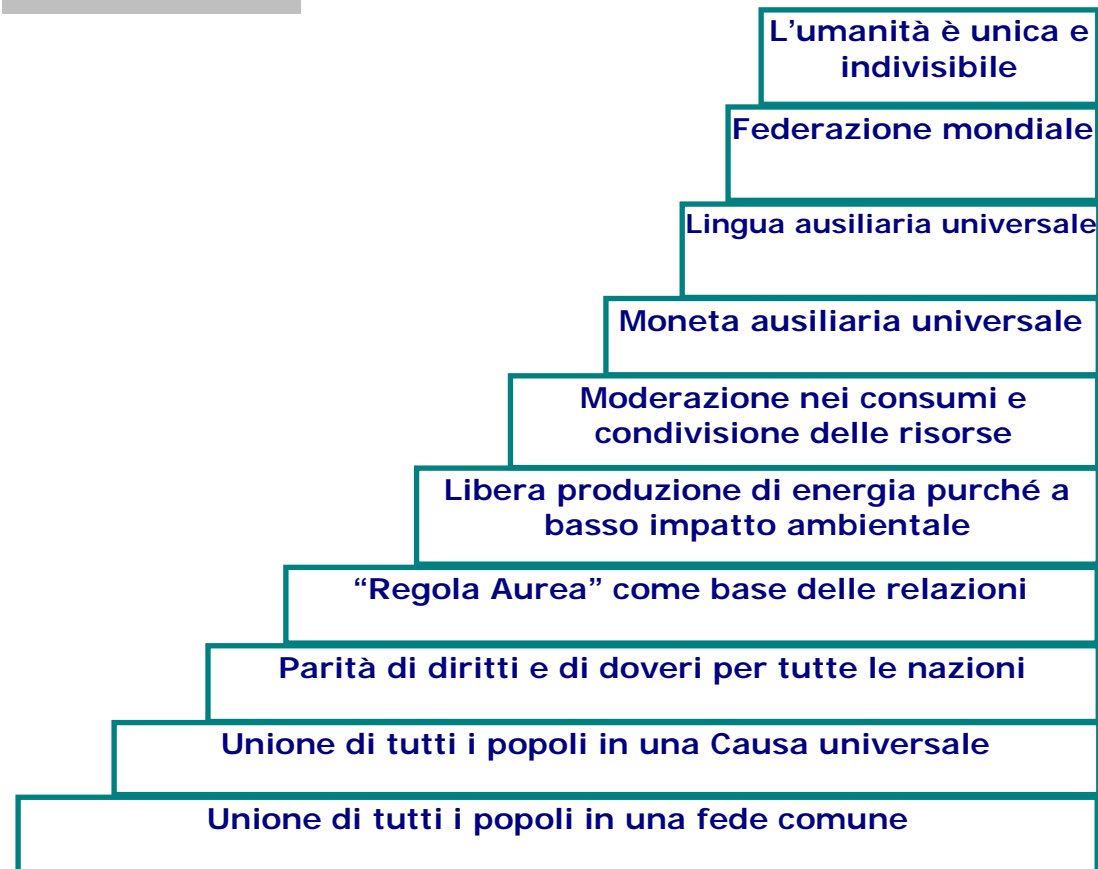 L’umanità è unica e
indivisibile
Federazione mondiale
Lingua ausiliaria universale
Moneta ausiliaria universale
Moderazione nei consumi e
condivisione delle risorse
Libera produzione di energia purché a
basso impatto ambientale
“Regola Aurea” come base delle relazioni
Parità di diritti e di doveri per tutte le nazioni
Unione di tutti i popoli in una Causa universale
Unione di tutti i popoli in una fede comune